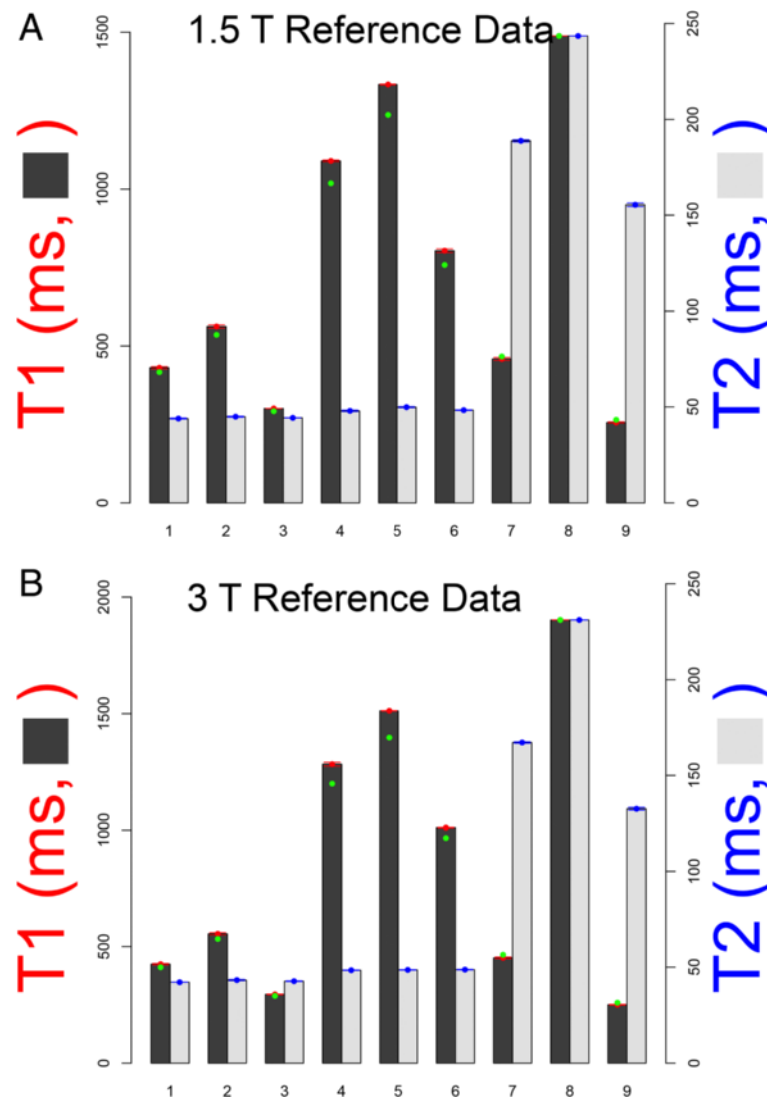 A
1.5 T Reference Data
T1 (ms, )
T2 (ms, )
0 500 1000 1500
0 50 100 150 200 250
1 2 3 4 5 6 7 8 9
B
3 T Reference Data
T1 (ms, )
T2 (ms, )
0 500 1000 1500 2000
0 50 100 150 200 250
1 2 3 4 5 6 7 8 9